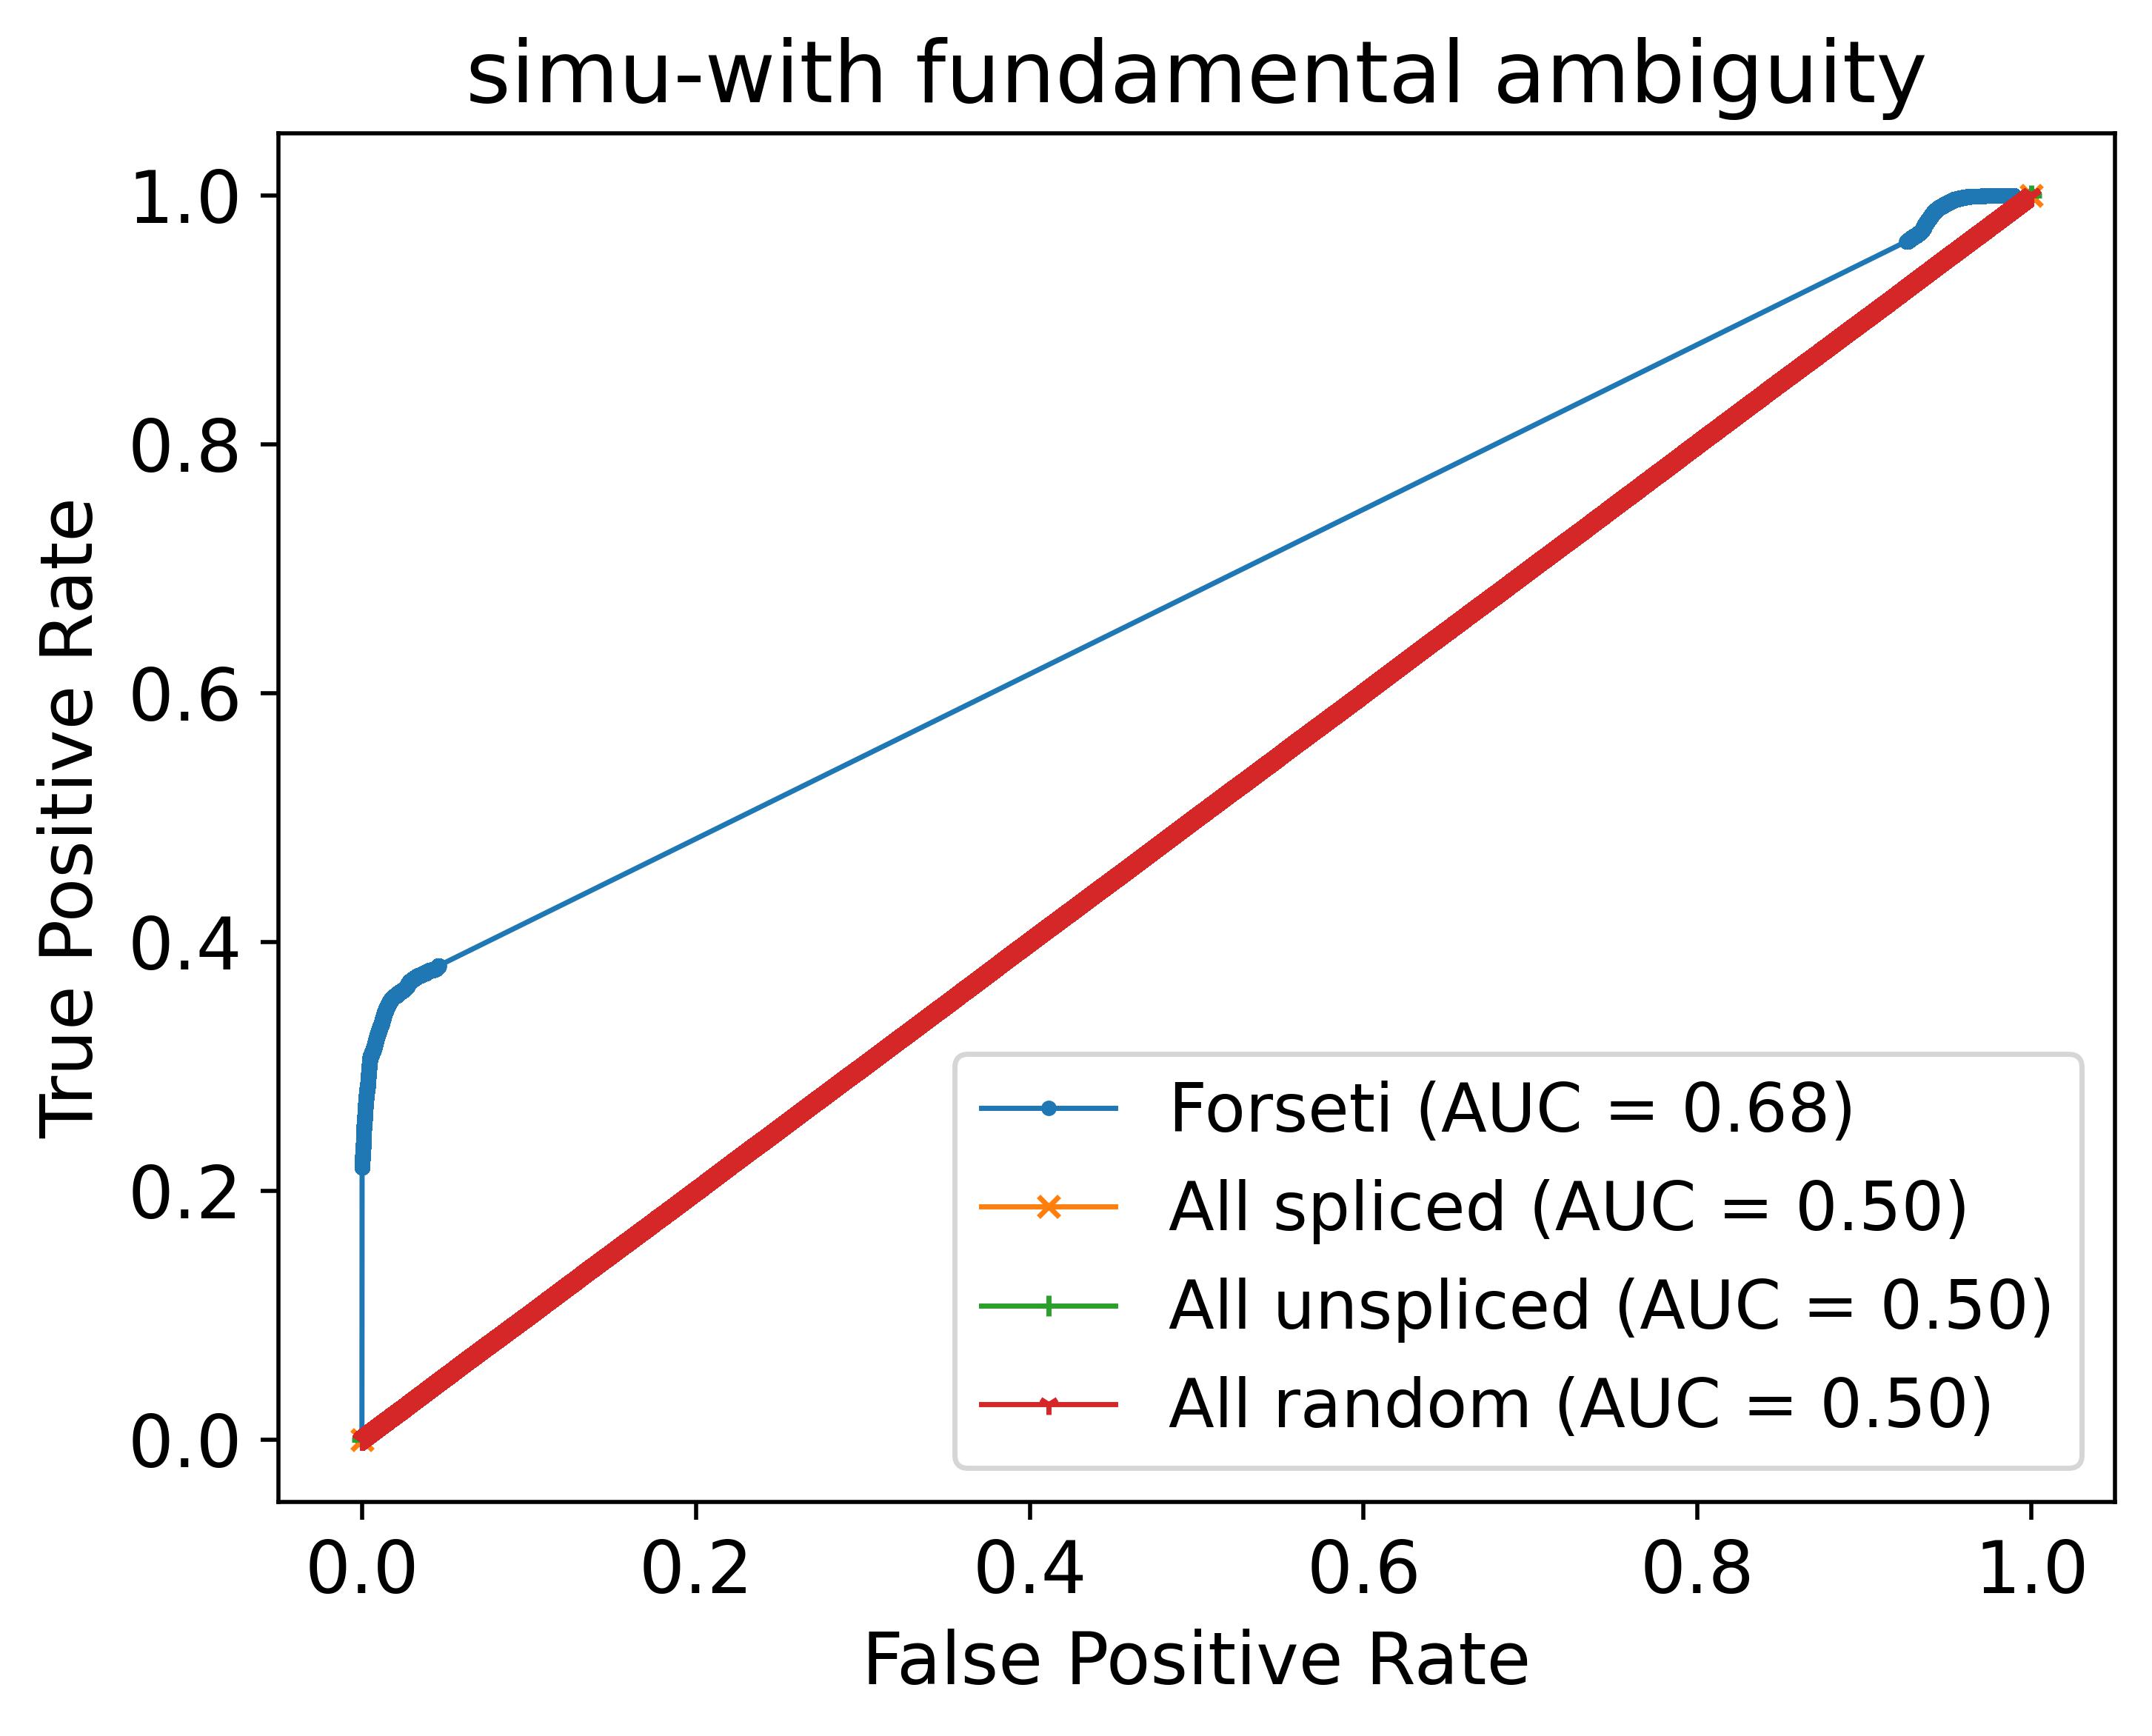 simu-with fundamental ambiguity
True Positive Rate
1.0
0.8
0.6
0.4
0.2
0.0
Forseti (AUC = 0.68)
All spliced (AUC = 0.50)
All unspliced (AUC = 0.50)
All random (AUC = 0.50)
0.0 0.2 0.4 0.6 0.8 1.0
False Positive Rate